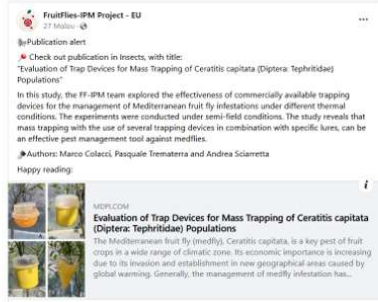 FruitFlies-IPM Project - EU
27 Μαΐου
Publication alert
Check out publication in Insects, with title:
"Evaluation of Trap Devices for Mass Trapping of Ceratitis capitata (Diptera: Tephritidae)
Populations"
In this study, the FF-IPM team explored the effectiveness of commercially available trapping
devices for the management of Mediterranean fruit fly infestations under different thermal
conditions. The experiments were conducted under semi-field conditions. The study reveals that
mass trapping with the use of several trapping devices in combination with specific lures, can be
an effective pest management tool against medflies.
Authors: Marco Colacci, Pasquale Trematerra and Andrea Sciarretta
Happy reading:
MDPI.COM
Evaluation of Trap Devices for Mass Trapping of Ceratitis capitata
(Diptera: Tephritidae) Populations
The Mediterranean fruit fly (medfly), Ceratitis capitata, is a key pest of fruit
crops in a wide range of climatic zone. Its economic importance is increasing
due to its invasion and establishment in new geographical areas caused by
global warming. Generally, the management of medfly infestation has...